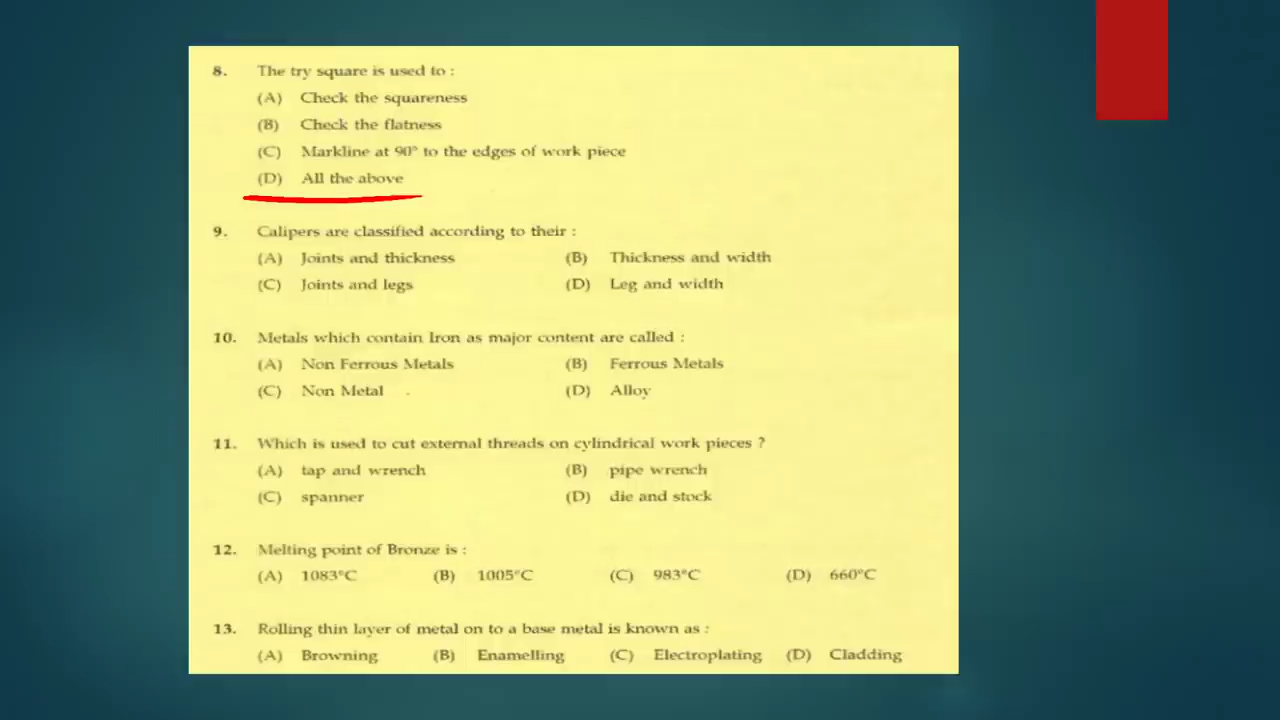 8. The try square is used to :
(A) Check the squareness
(B) Check the flatness
(C) Markline at 90° to the edges of work piece
(D) All the above
9. Calipers are classified according to their :
(A) Joints and thickness (B) Thickness and width
(C) Joints and legs (D) Leg and width
10. Metals which contain Iron as major content are called :
(A) Non Ferrous Metals (B) Ferrous Metals
(C) Non Metal (D) Alloy
11. Which is used to cut external threads on cylindrical work pieces ?
(A) tap and wrench (B) pipe wrench
(C) spanner (D) die and stock
12. Melting point of Bronze is :
(A) 1083°C (B) 1005°C (C) 983°C (D) 660°C
13. Rolling thin layer of metal on to a base metal is known as :
(A) Browning (B) Enamelling (C) Electroplating (D) Cladding